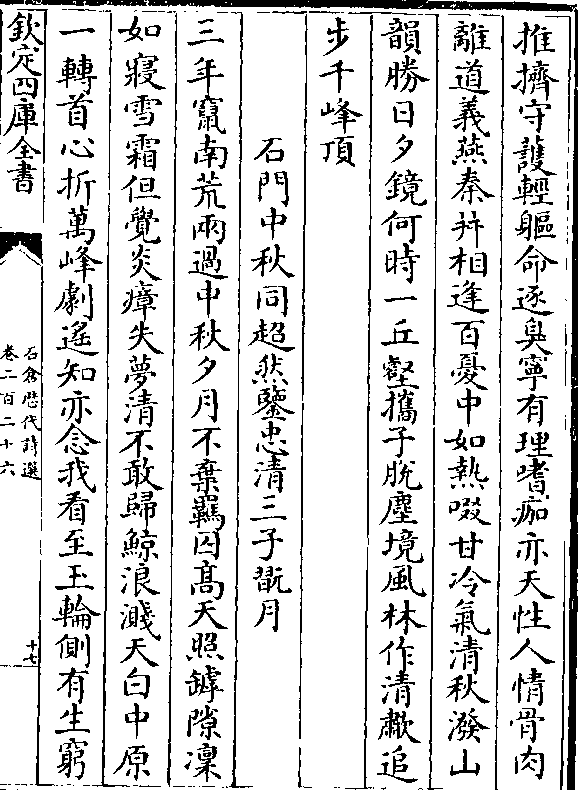 推擠守護輕軀命逐臭寧有理嗜痂亦天性人情骨肉
離道義燕秦并相逢百憂中如熱啜甘冷氣清秋潑山
韻勝日夕鏡何時一丘壑攜子脫塵境風林作清歗追
步千峰頂
石門中秋同超然鑒忠清三子翫月
三年竄南荒兩過中秋夕月不棄羈囚高天照罅隙凜
如寢雪霜但覺炎瘴失夢清不敢歸鯨浪濺天白中原
一轉首心折萬峰劇遙知亦念我看至玉輪側有生窮
欽定四庫全書
石倉歷代詩選
卷二百二十六
十七